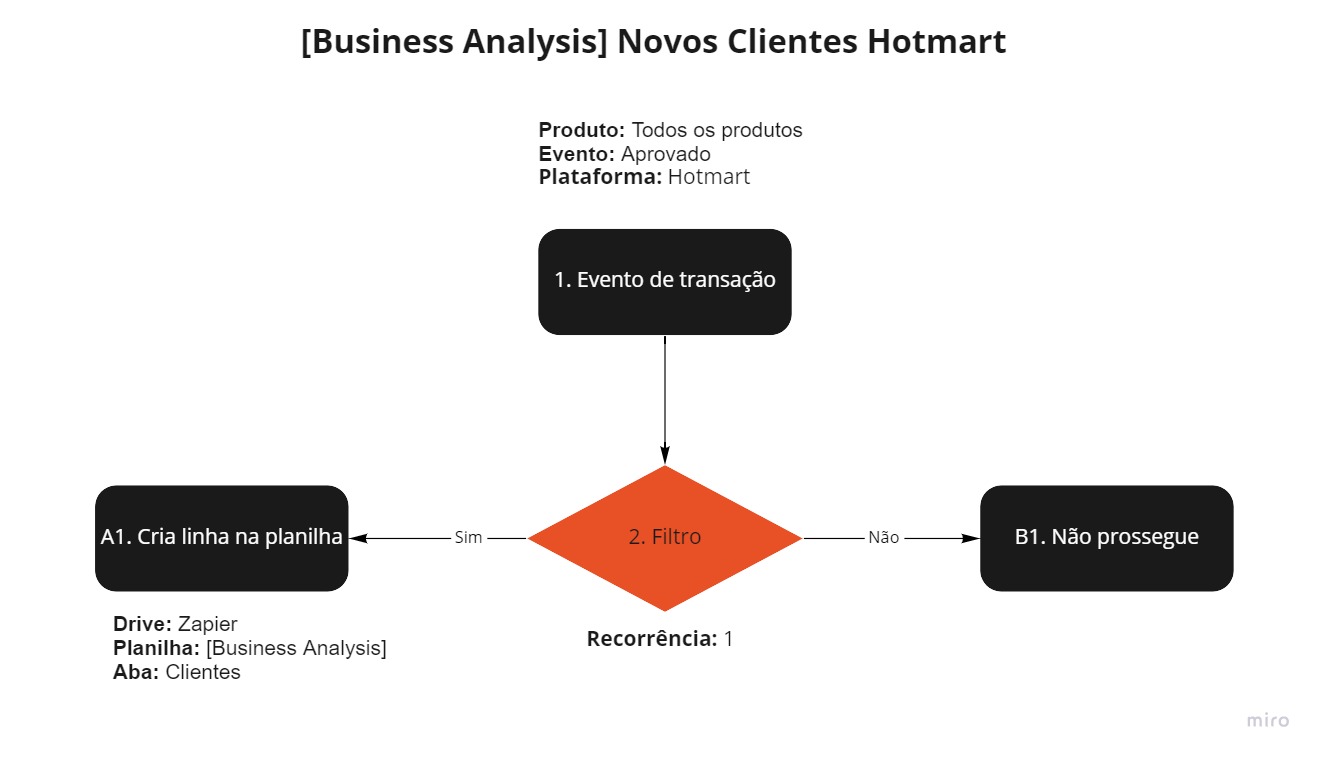 [Business Analysis] Novos Clientes Hotmart
Produto: Todos os produtos
Evento: Aprovado
Plataforma: Hotmart
1. Evento de transação
A1. Cria linha na planilha
Sim
2. Filtro
Não
B1. Não prossegue
Drive: Zapier
Planilha: [Business Analysis]
Aba: Clientes
Recorrência: 1
miro